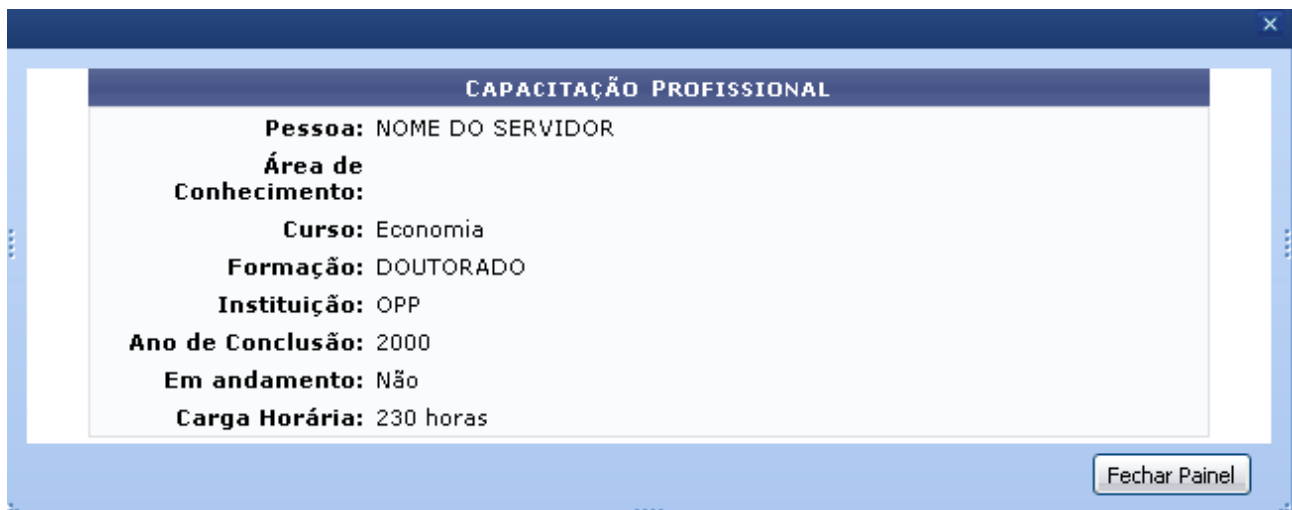 CAPACITAÇÃO PROFISSIONAL
Pessoa: NOME DO SERVIDOR
Área de
Conhecimento:
Curso: Economia
Formação: DOUTORADO
Instituição: OPP
Ano de Conclusão: 2000
Em andamento: Não
Carga Horária: 230 horas
Fechar Painel